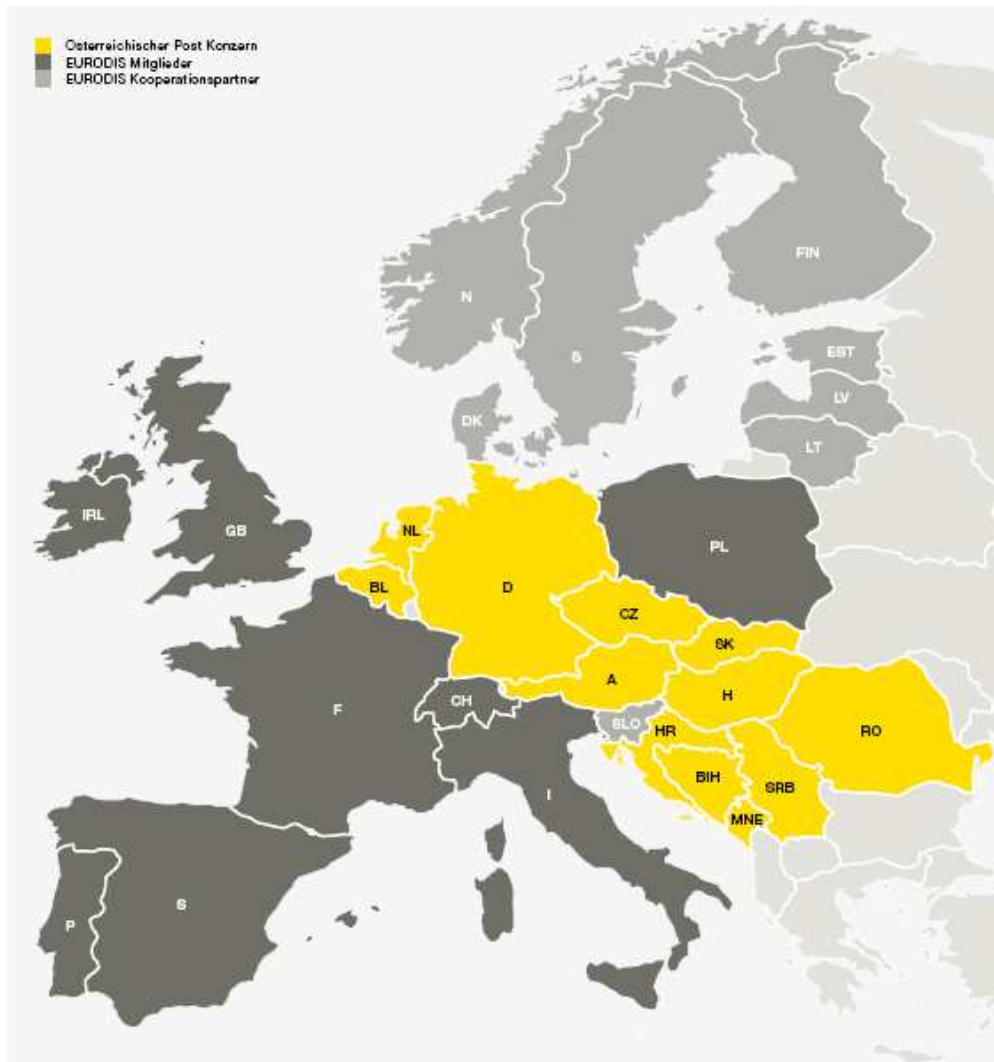 Österreichischer Post Konzern
EURODIS Mitglieder
EURODIS Kooperationspartner
FIN
N
S
EST
LV
DK
LT
IRL
GB
NL
PL
BL
D
CZ
SK
A
H
CH
F
SLO
HR
RO
BIH
SRB
I
MNE
S
P